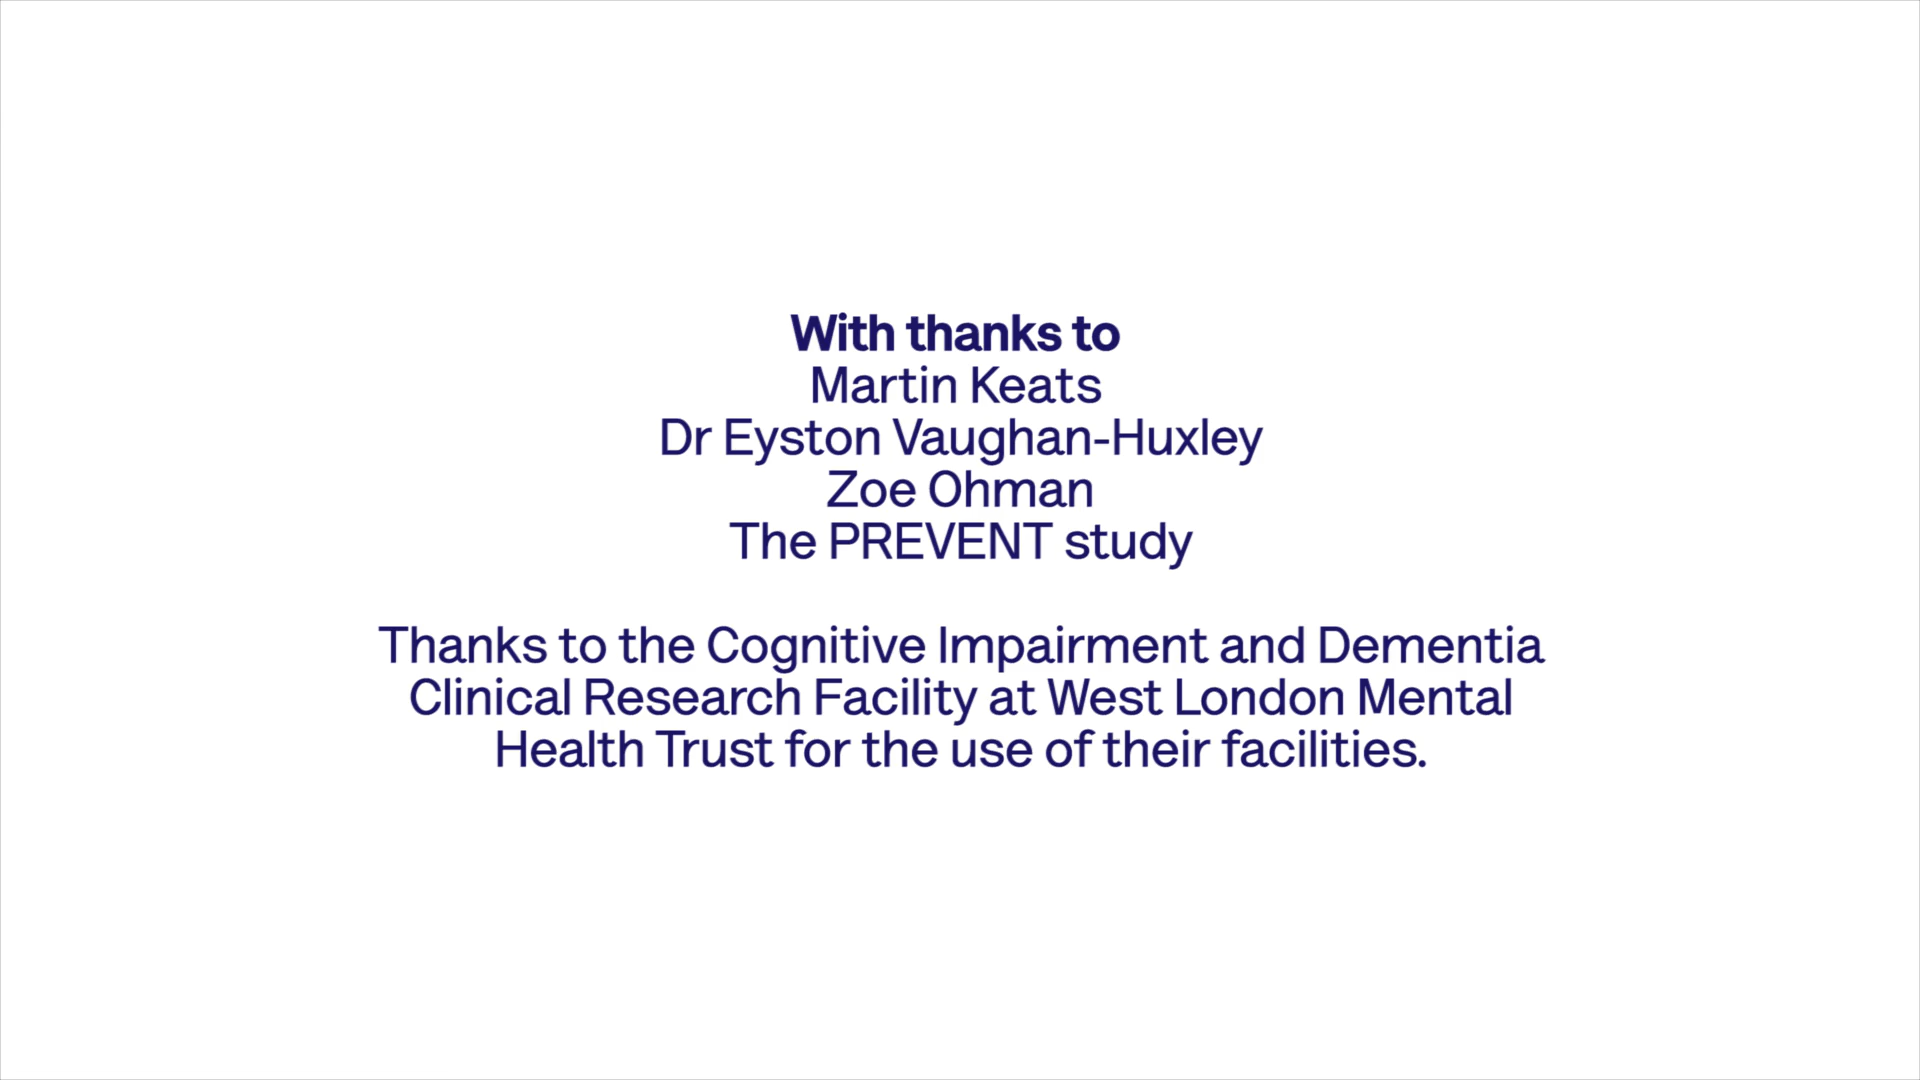 With thanks to
Martin Keats
Dr Eyston Vaughan-Huxley
Zoe Ohman
The PREVENT study
Thanks to the Cognitive Impairment and Dementia
Clinical Research Facility at West London Mental
Health Trust for the use of their facilities.